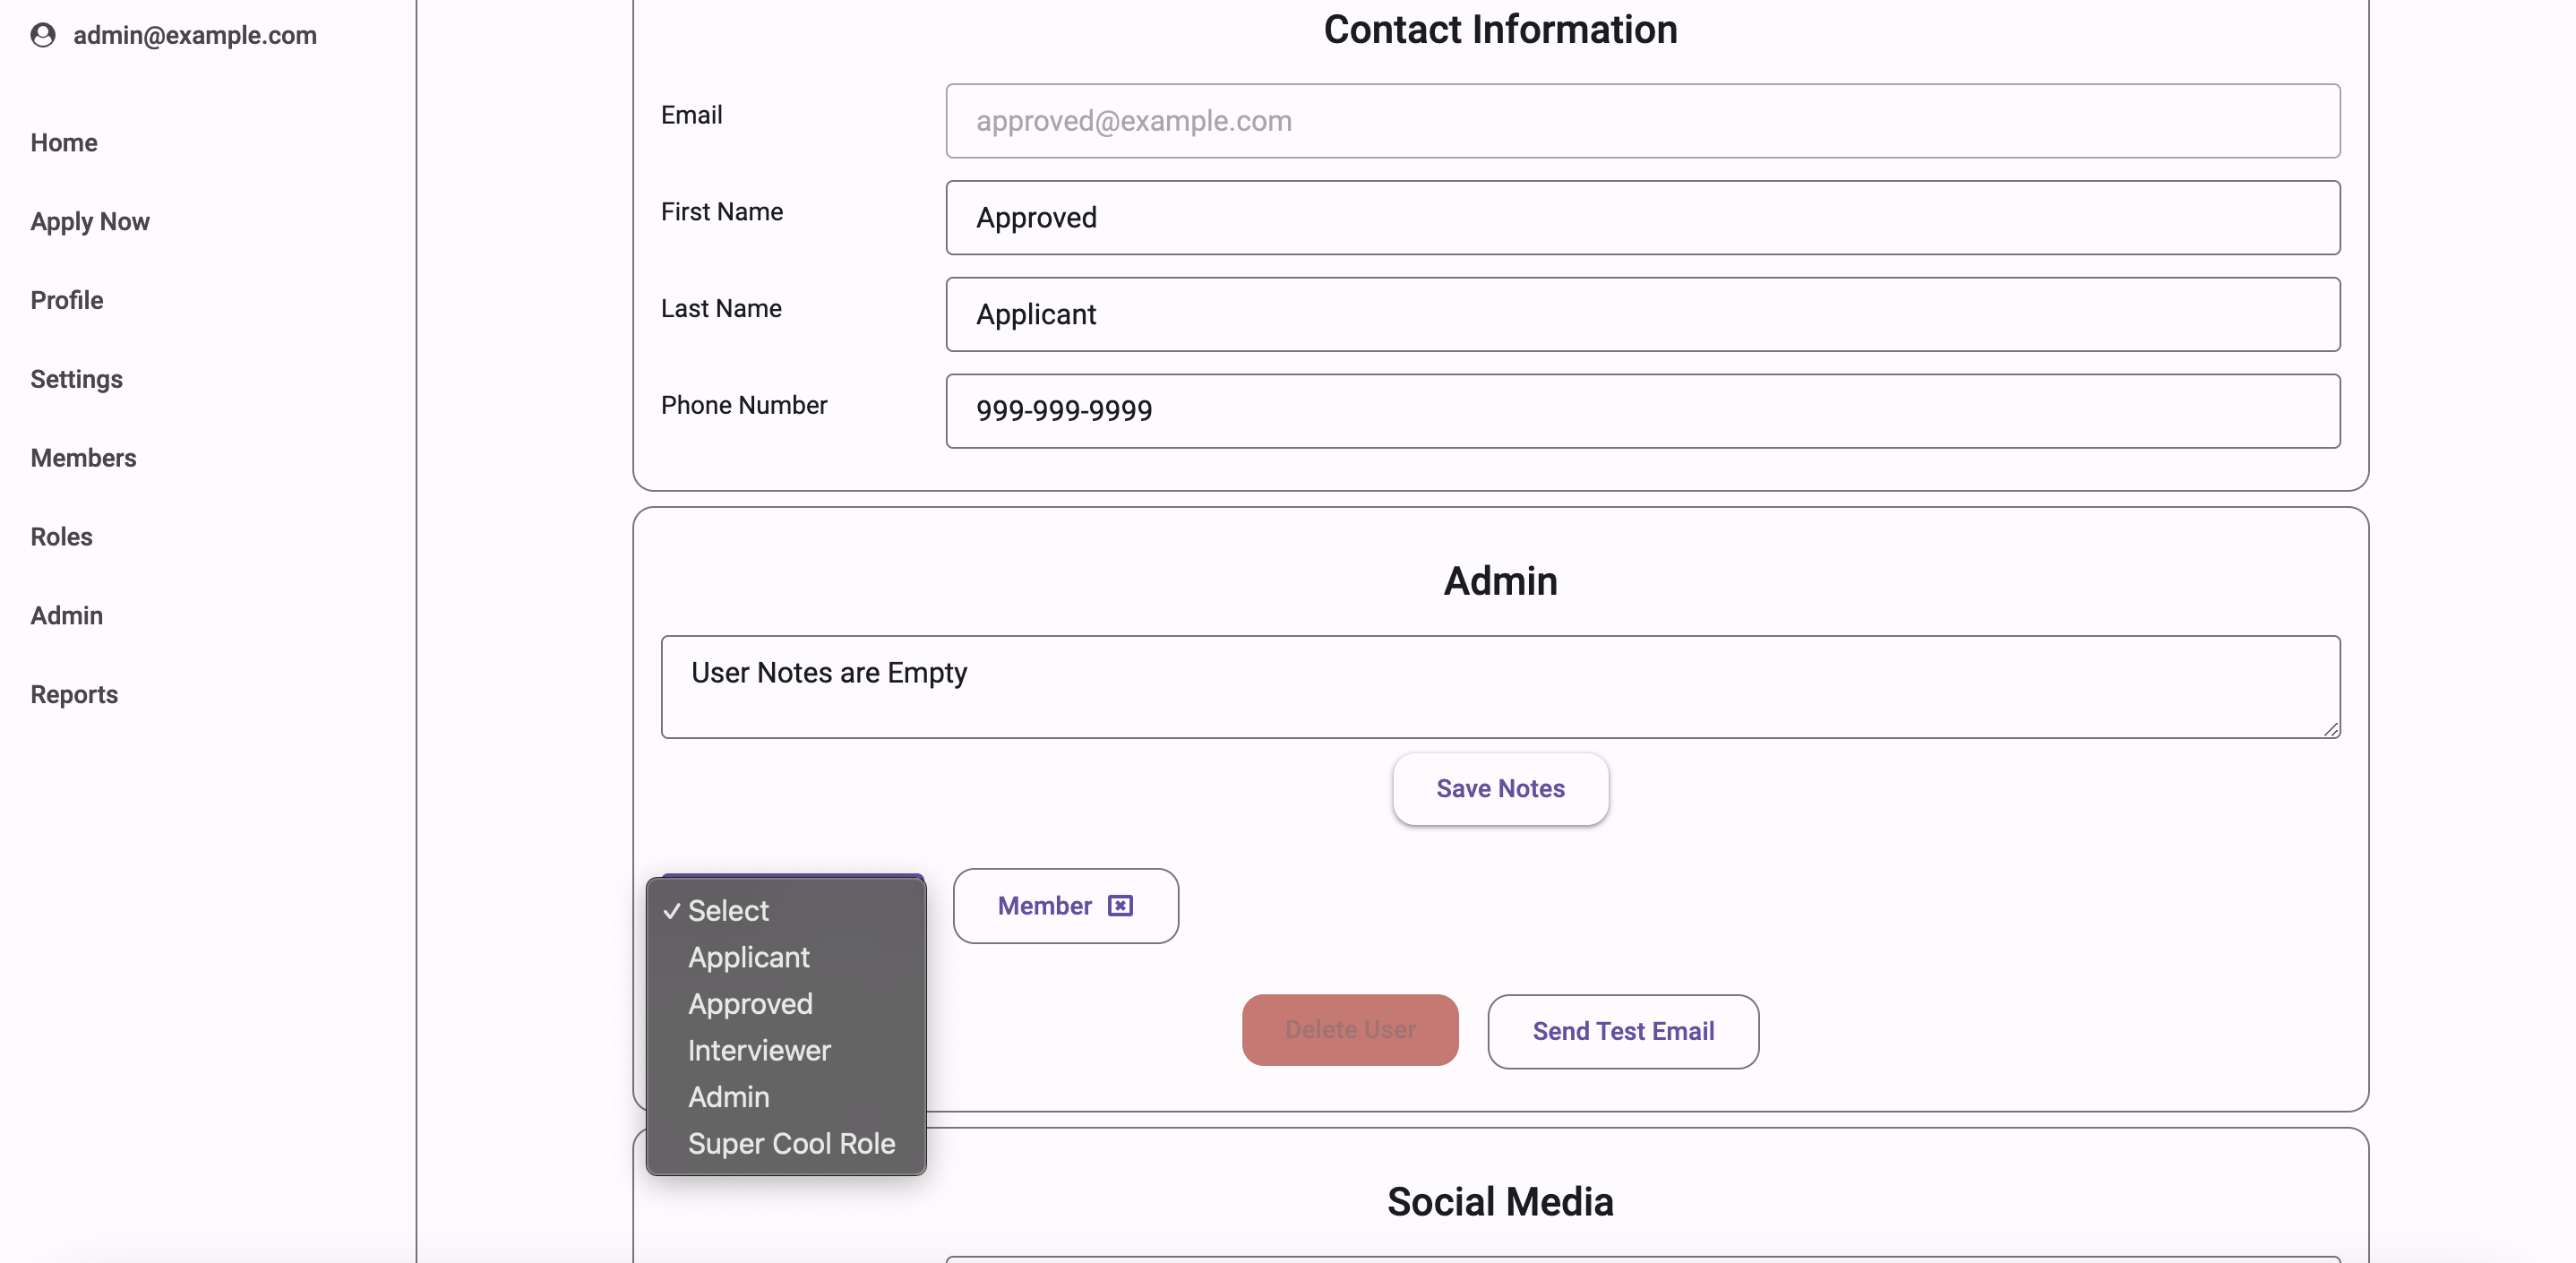 admin@example.com
Home
Apply Now
Profile
Settings
Members
Roles
Admin
Reports
Contact Information
Email
approved@example.com
First Name
Approved
Last Name
Applicant
Phone Number
999-999-9999
Admin
User Notes are Empty
Save Notes
✓ Select
Applicant
Approved
Interviewer
Admin
Super Cool Role
Member
Delete User
Send Test Email
Social Media